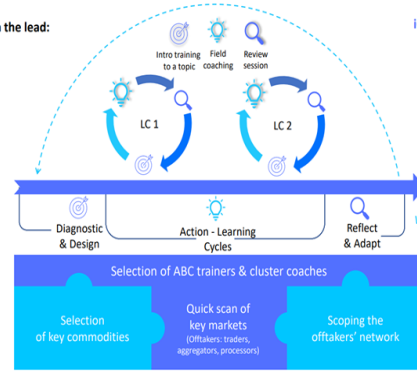 n the lead:
i
Intro training
to a topic
Field
coaching
Review
session
LC 1
LC 2
Diagnostic
& Design
Action - Learning
Cycles
Reflect
& Adapt
Selection of ABC trainers & cluster coaches
Selection
of key commodities
Quick scan of
key markets
(Offtakers: traders,
aggregators, processors)
Scoping the
offtakers' network